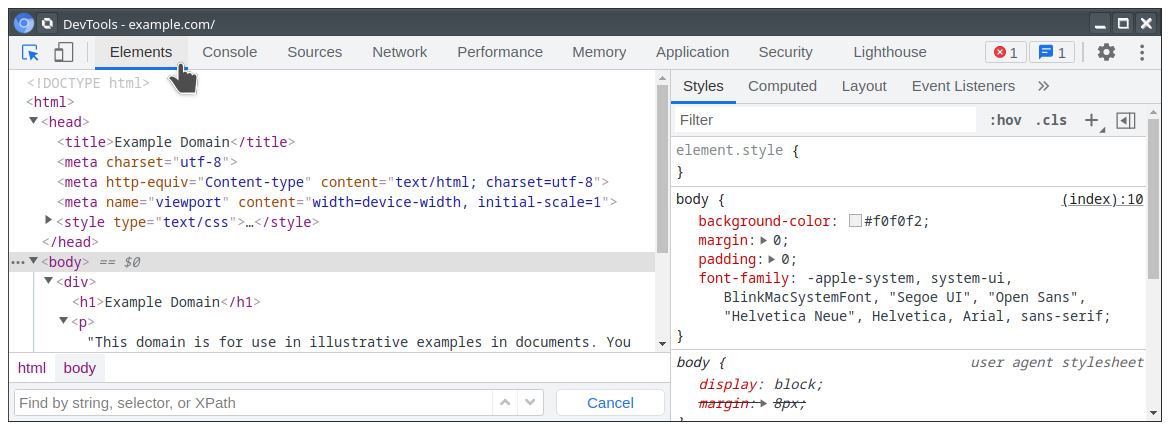 DevTools - example.com/
Elements Console Sources Network Performance Memory Application Security Lighthouse 1 1
<!DOCTYPE html>
<html>
<head>
<title>Example Domain</title>
<meta charset="utf-8">
<meta http-equiv="Content-type" content="text/html; charset=utf-8">
<meta name="viewport" content="width=device-width, initial-scale=1">
<style type="text/css">…</style>
</head>
<body> == $0
<div>
<h1>Example Domain</h1>
<p>
"This domain is for use in illustrative examples in documents. You
html body
Find by string, selector, or XPath
Cancel
Styles Computed Layout Event Listeners »
Filter :hov .cls +
element.style {
}
body { (index):10
background-color: #f0f0f2;
margin: 0;
padding: 0;
font-family: -apple-system, system-ui,
BlinkMacSystemFont, "Segoe UI", "Open Sans",
"Helvetica Neue", Helvetica, Arial, sans-serif;
}
body { user agent stylesheet
display: block;
margin: 8px;
}